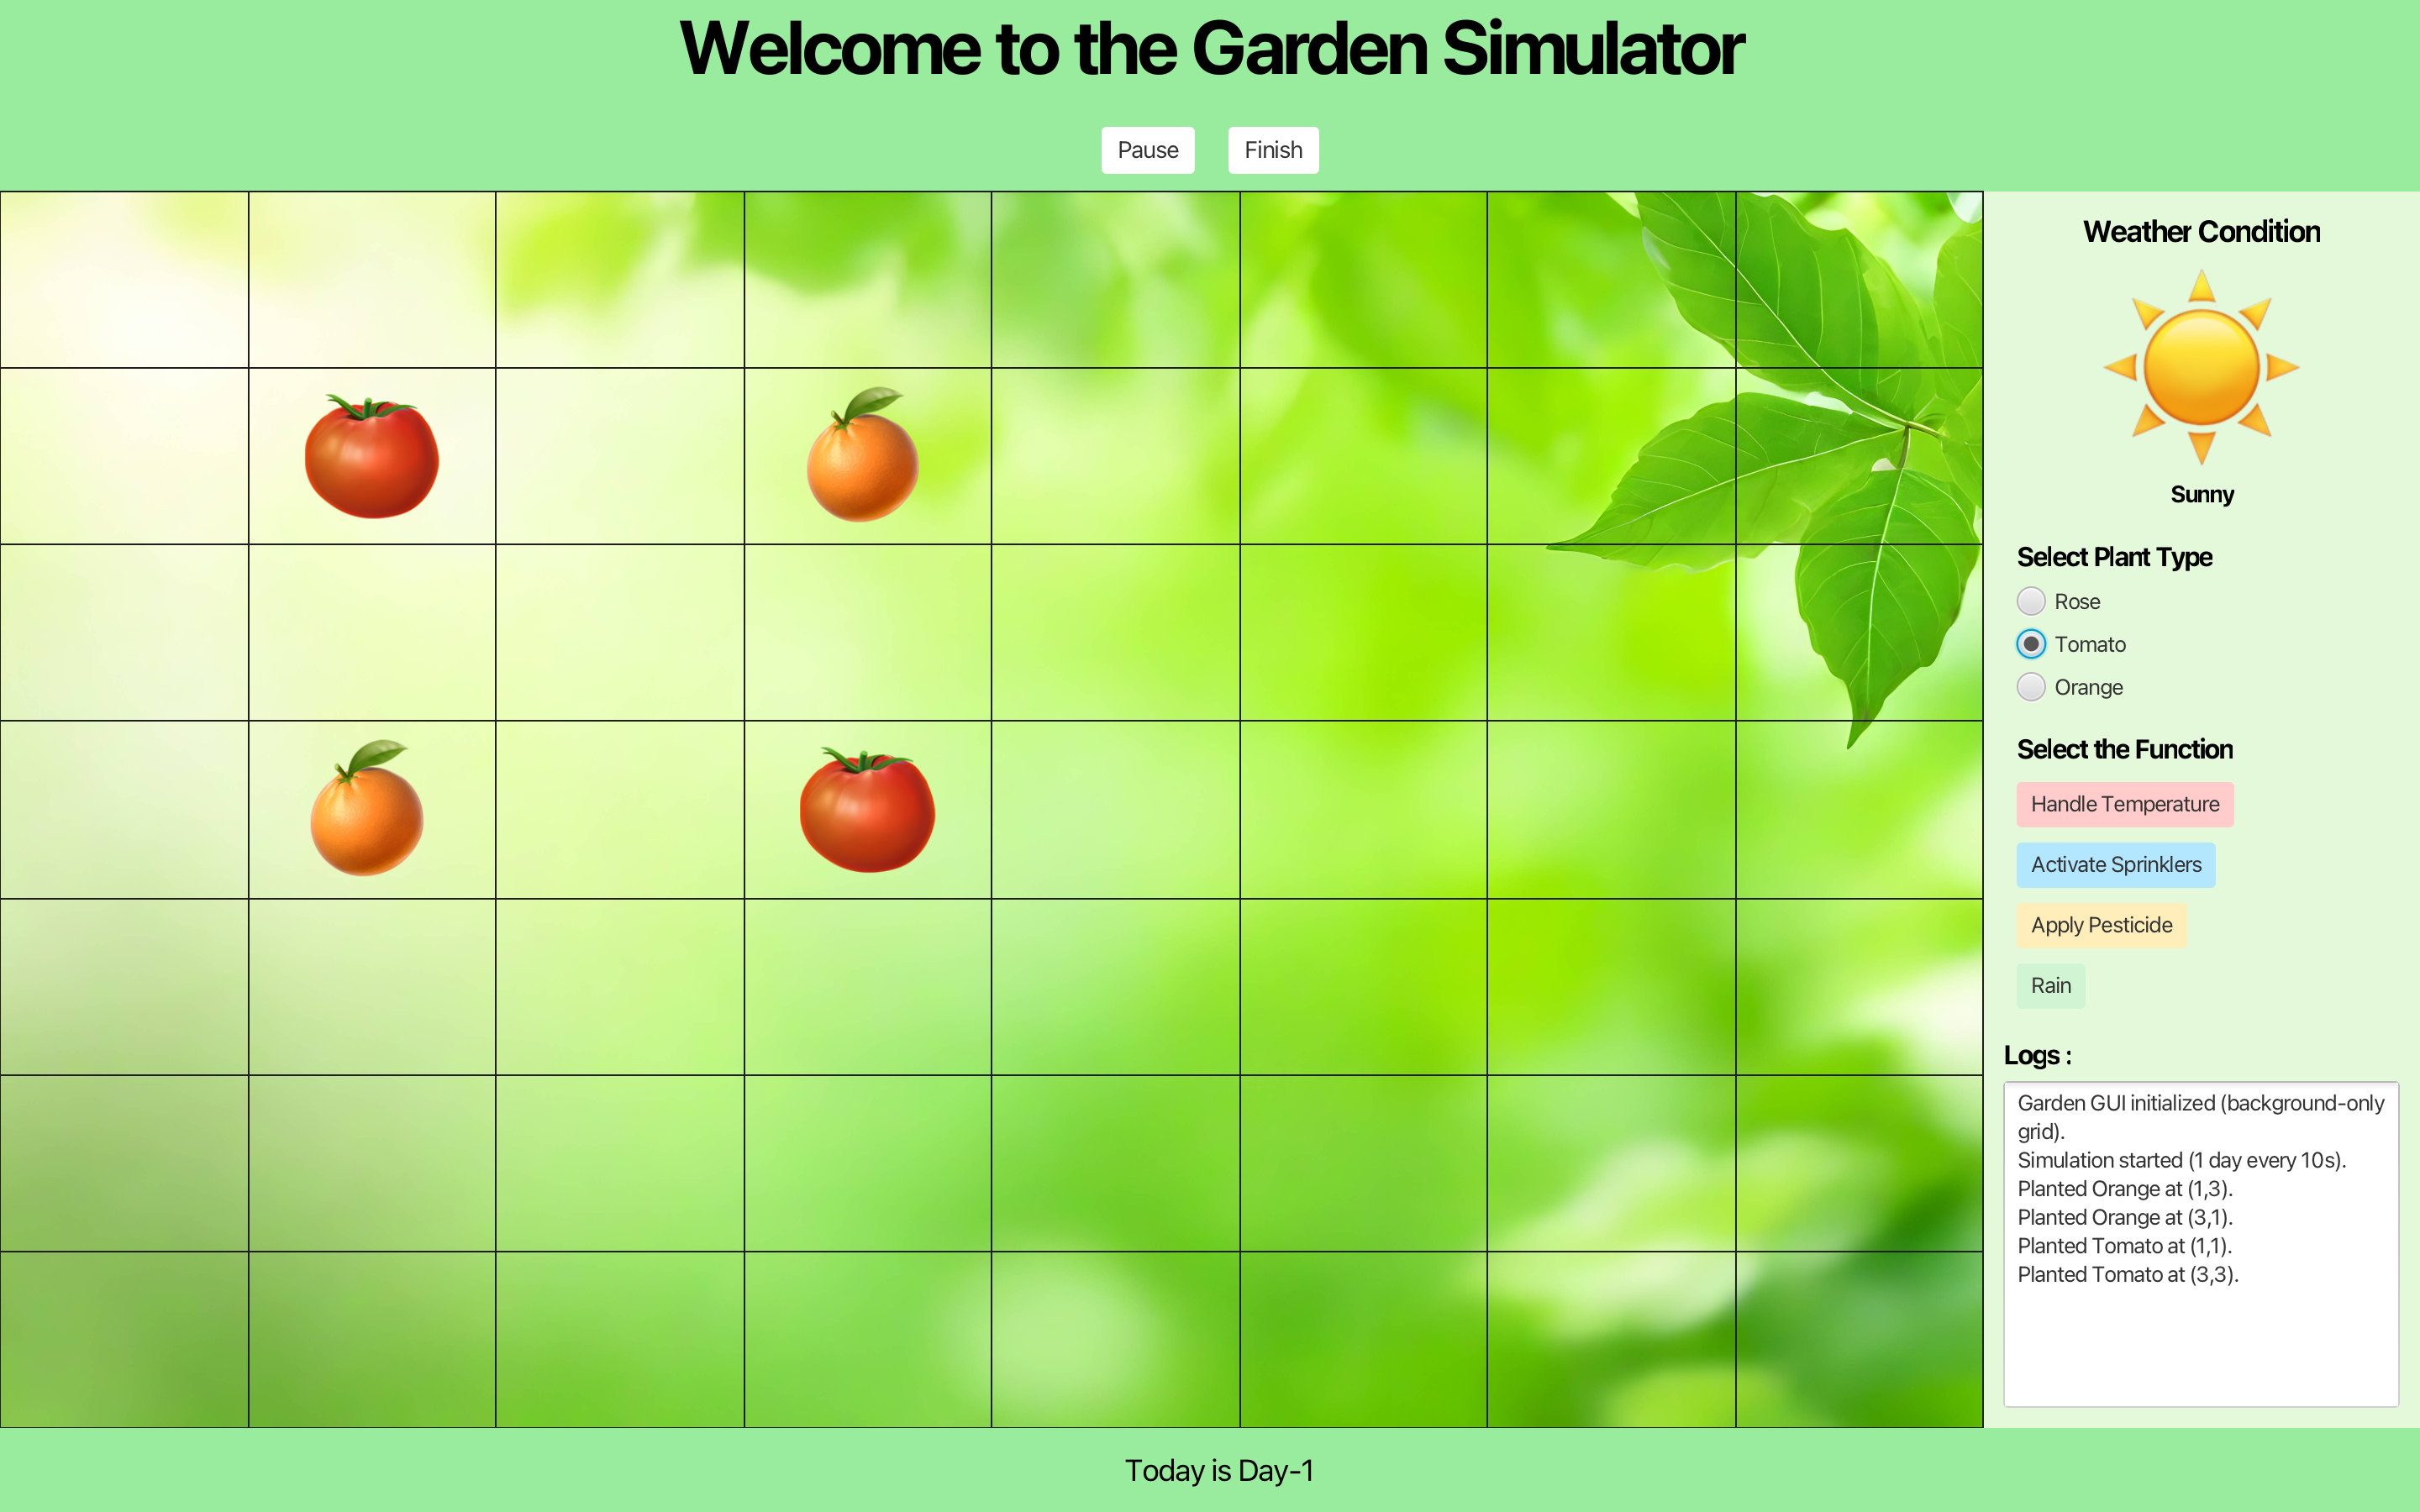 Welcome to the Garden Simulator
Pause
Finish
Weather Condition
Sunny
Select Plant Type
Rose
Tomato
Orange
Select the Function
Handle Temperature
Activate Sprinklers
Apply Pesticide
Rain
Logs :
Garden GUI initialized (background-only
grid).
Simulation started (1 day every 10s).
Planted Orange at (1,3).
Planted Orange at (3,1).
Planted Tomato at (1,1).
Planted Tomato at (3,3).
Today is Day-1